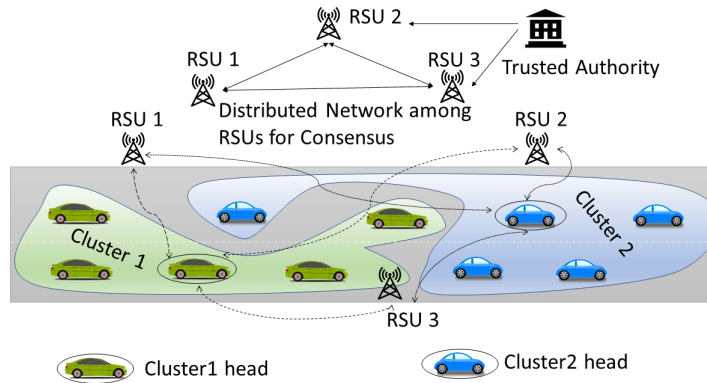 RSU 2
RSU 1
RSU 3
Trusted Authority
Distributed Network among
RSUs for Consensus
RSU 1
RSU 2
Cluster 1
Cluster 2
RSU 3
Cluster1 head
Cluster2 head